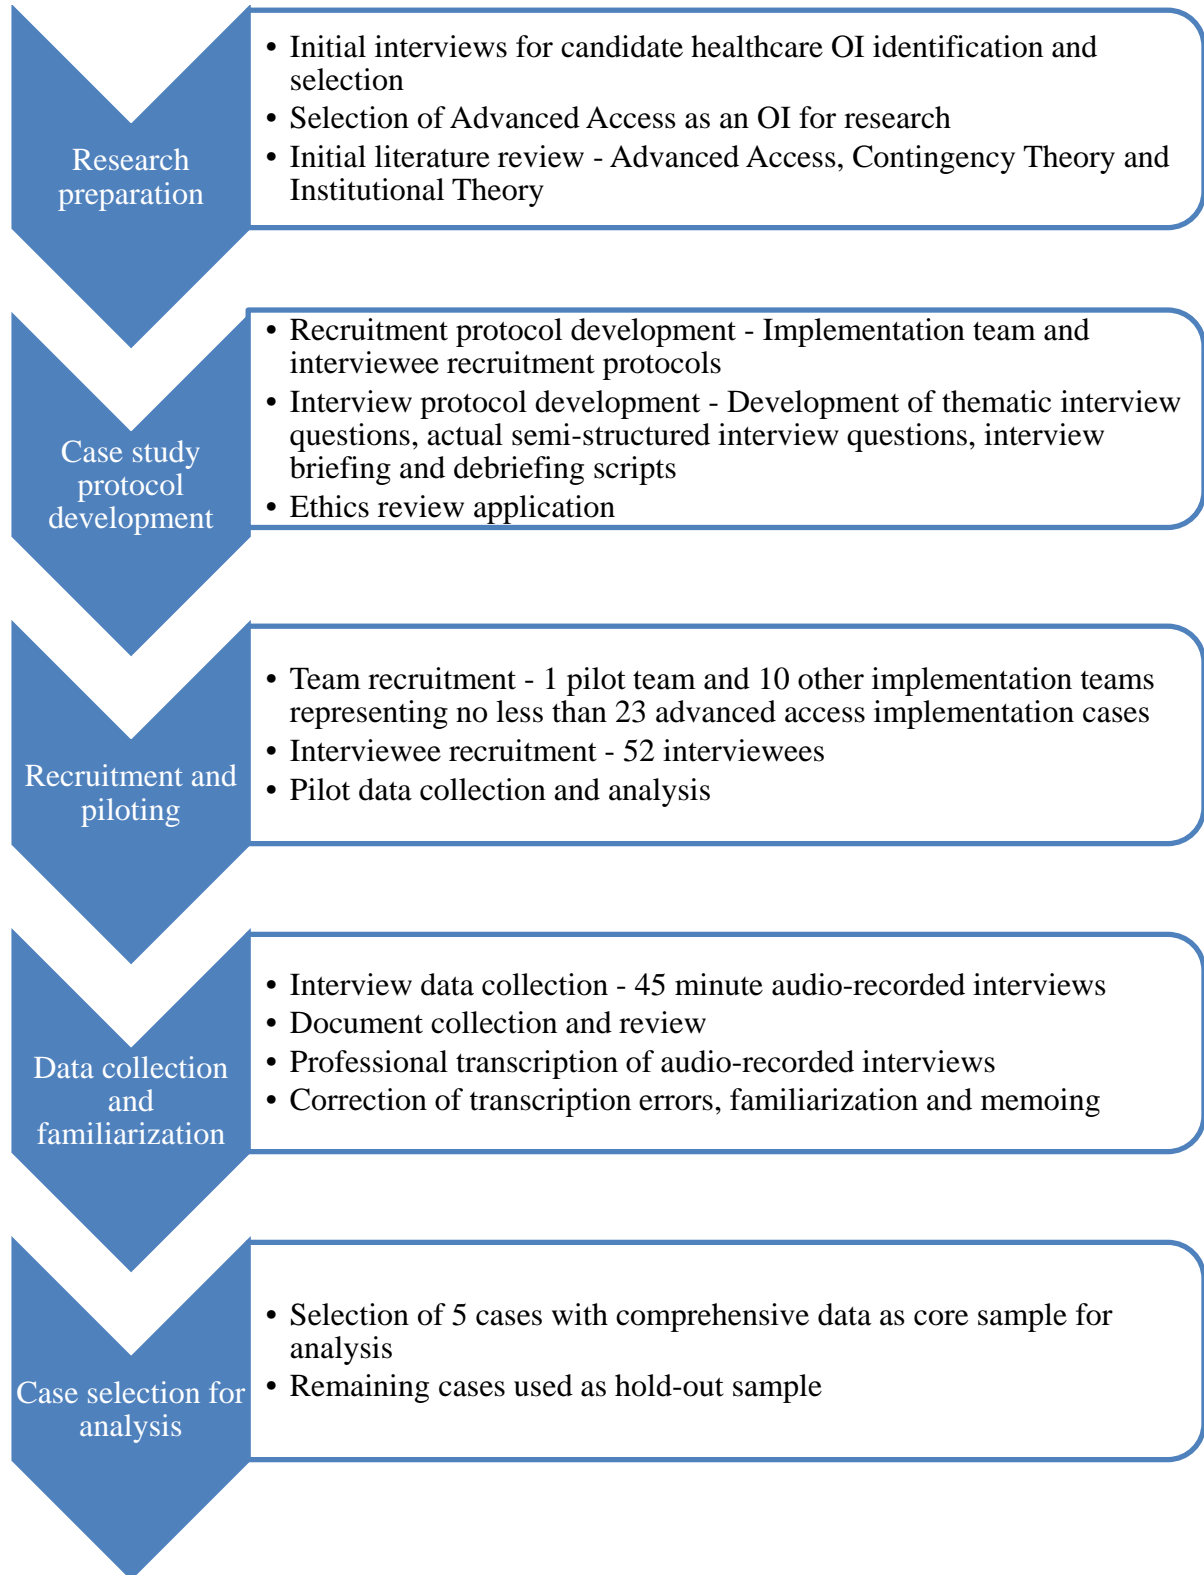 Research
preparation
• Initial interviews for candidate healthcare OI identification and
selection
• Selection of Advanced Access as an OI for research
• Initial literature review - Advanced Access, Contingency Theory and
Institutional Theory
Case study
protocol
development
• Recruitment protocol development - Implementation team and
interviewee recruitment protocols
• Interview protocol development - Development of thematic interview
questions, actual semi-structured interview questions, interview
briefing and debriefing scripts
• Ethics review application
Recruitment and
piloting
• Team recruitment - 1 pilot team and 10 other implementation teams
representing no less than 23 advanced access implementation cases
• Interviewee recruitment - 52 interviewees
• Pilot data collection and analysis
Data collection
and
familiarization
• Interview data collection - 45 minute audio-recorded interviews
• Document collection and review
• Professional transcription of audio-recorded interviews
• Correction of transcription errors, familiarization and memoing
Case selection for
analysis
• Selection of 5 cases with comprehensive data as core sample for
analysis
• Remaining cases used as hold-out sample